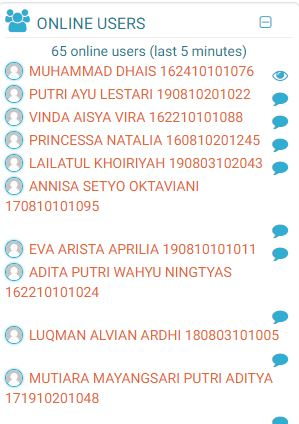 ONLINE USERS
65 online users (last 5 minutes)
MUHAMMAD DHAIS 162410101076
PUTRI AYU LESTARI 190810201022
VINDA AISYA VIRA 162210101088
PRINCESSA NATALIA 160810201245
LAILATUL KHOIRIYAH 190803102043
ANNISA SETYO OKTAVIANI
170810101095
EVA ARISTA APRILIA 190810101011
ADITA PUTRI WAHYU NINGTYAS
162210101024
LUQMAN ALVIAN ARDHI 180803101005
MUTIARA MAYANGSARI PUTRI ADITYA
171910201048